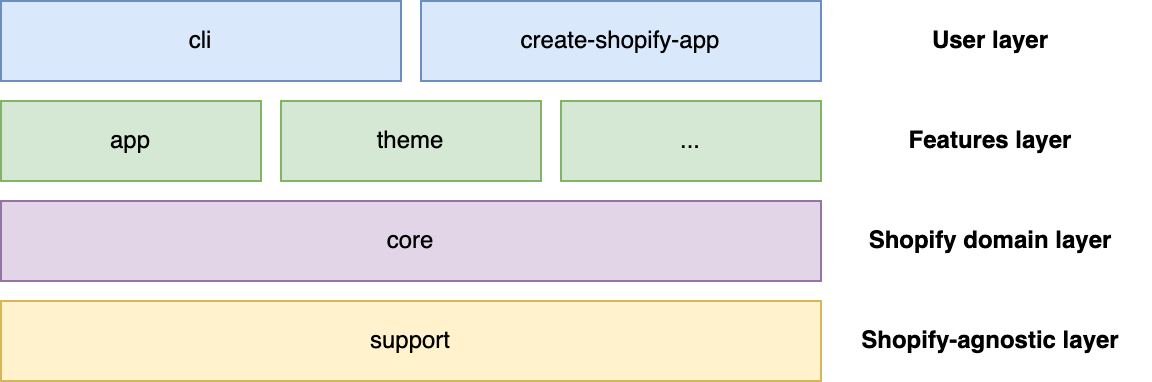 cli
create-shopify-app
User layer
app
theme
...
Features layer
core
Shopify domain layer
support
Shopify-agnostic layer